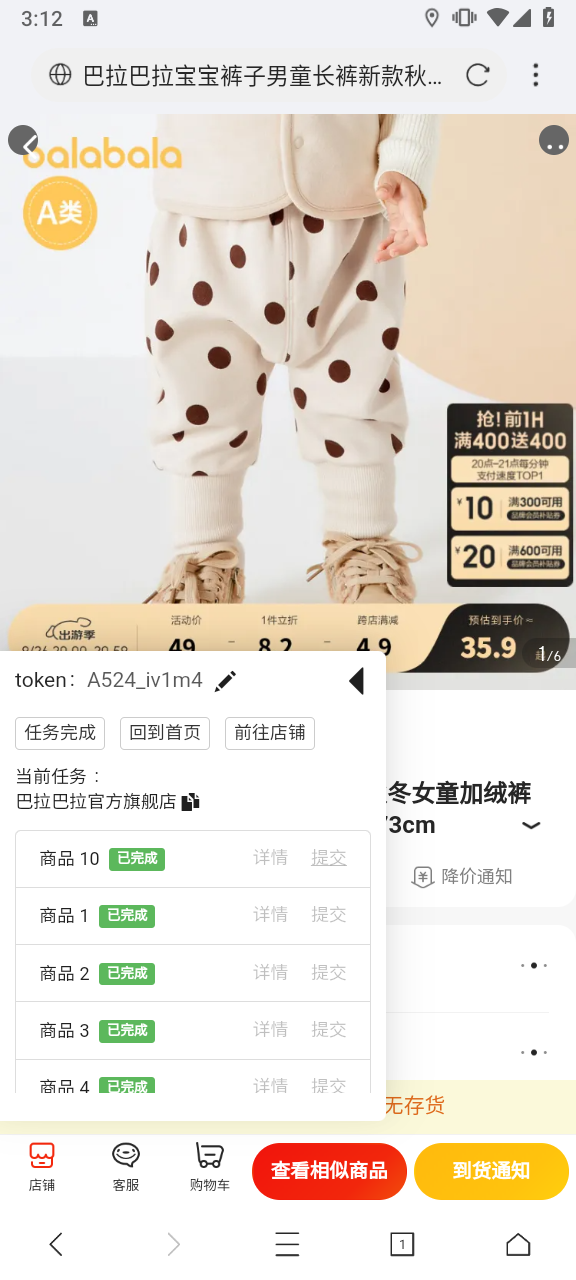 3:12
A
巴拉巴拉宝宝裤子男童长裤新款秋...
balabala
A类
抢!前1H
满400送400
20点-21点每分钟
支付速度TOP1
¥10 满300可用
品牌会员补贴券
¥20 满600可用
品牌会员补贴券
出游季
活动价 1件立折 跨店满减 预估到手价≈
49 - 8.2 - 4.9 35.9
1/6
token: A524_iv1m4
任务完成 回到首页 前往店铺
当前任务：
巴拉巴拉官方旗舰店
冬女童加绒裤
73cm
降价通知
商品 10 已完成 详情 提交
商品 1 已完成 详情 提交
商品 2 已完成 详情 提交
商品 3 已完成 详情 提交
商品 4 已完成 详情 提交
无存货
店铺 客服 购物车 查看相似商品 到货通知
1